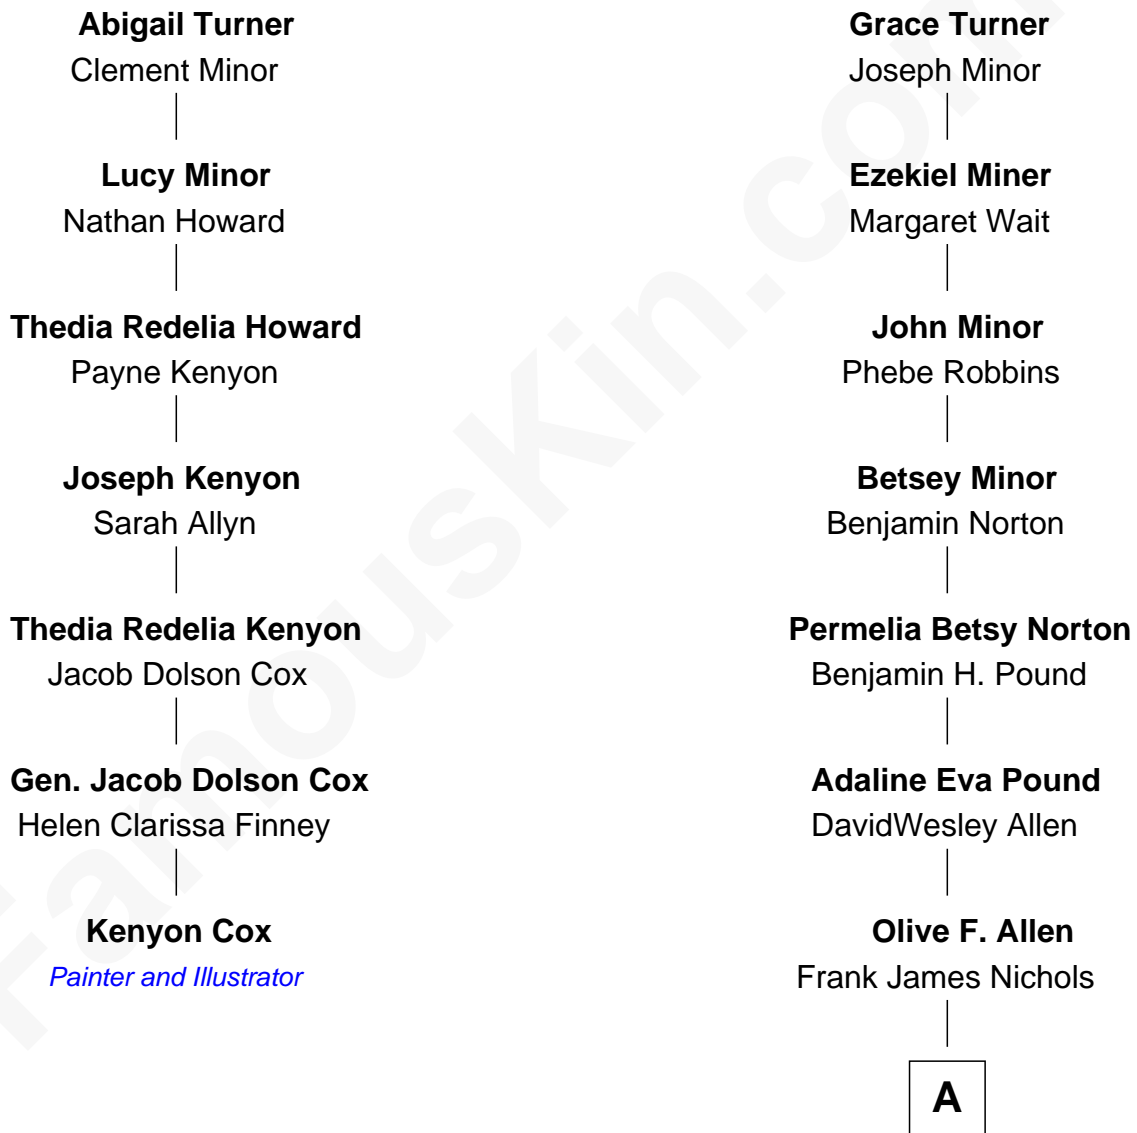 Abigail Turner
Clement Minor
Lucy Minor
Nathan Howard
Thedia Redelia Howard
Payne Kenyon
Joseph Kenyon
Sarah Allyn
Thedia Redelia Kenyon
Jacob Dolson Cox
Gen. Jacob Dolson Cox
Helen Clarissa Finney
Kenyon Cox
Painter and Illustrator
Grace Turner
Joseph Minor
Ezekiel Miner
Margaret Wait
John Minor
Phebe Robbins
Betsey Minor
Benjamin Norton
Permelia Betsy Norton
Benjamin H. Pound
Adaline Eva Pound
DavidWesley Allen
Olive F. Allen
Frank James Nichols
A
FamousKin.com